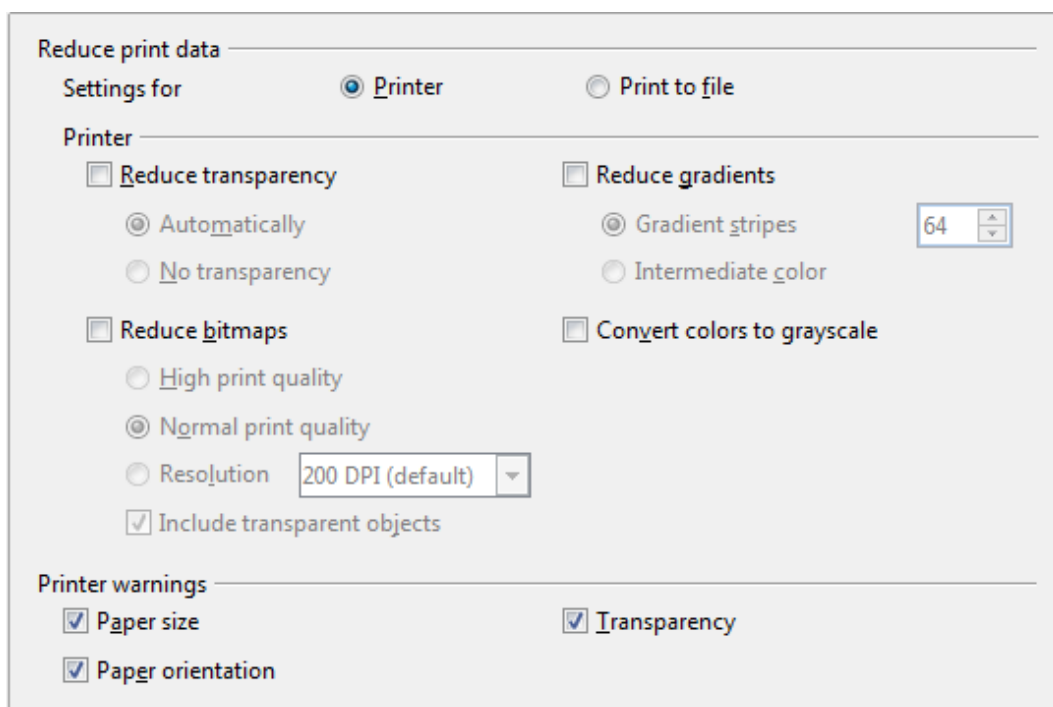 Reduce print data
Settings for Printer Print to file
Printer
Reduce transparency Reduce gradients
Automatically Gradient stripes 64
No transparency Intermediate color
Reduce bitmaps Convert colors to grayscale
High print quality
Normal print quality
Resolution 200 DPI (default)
Include transparent objects
Printer warnings
Paper size Transparency
Paper orientation